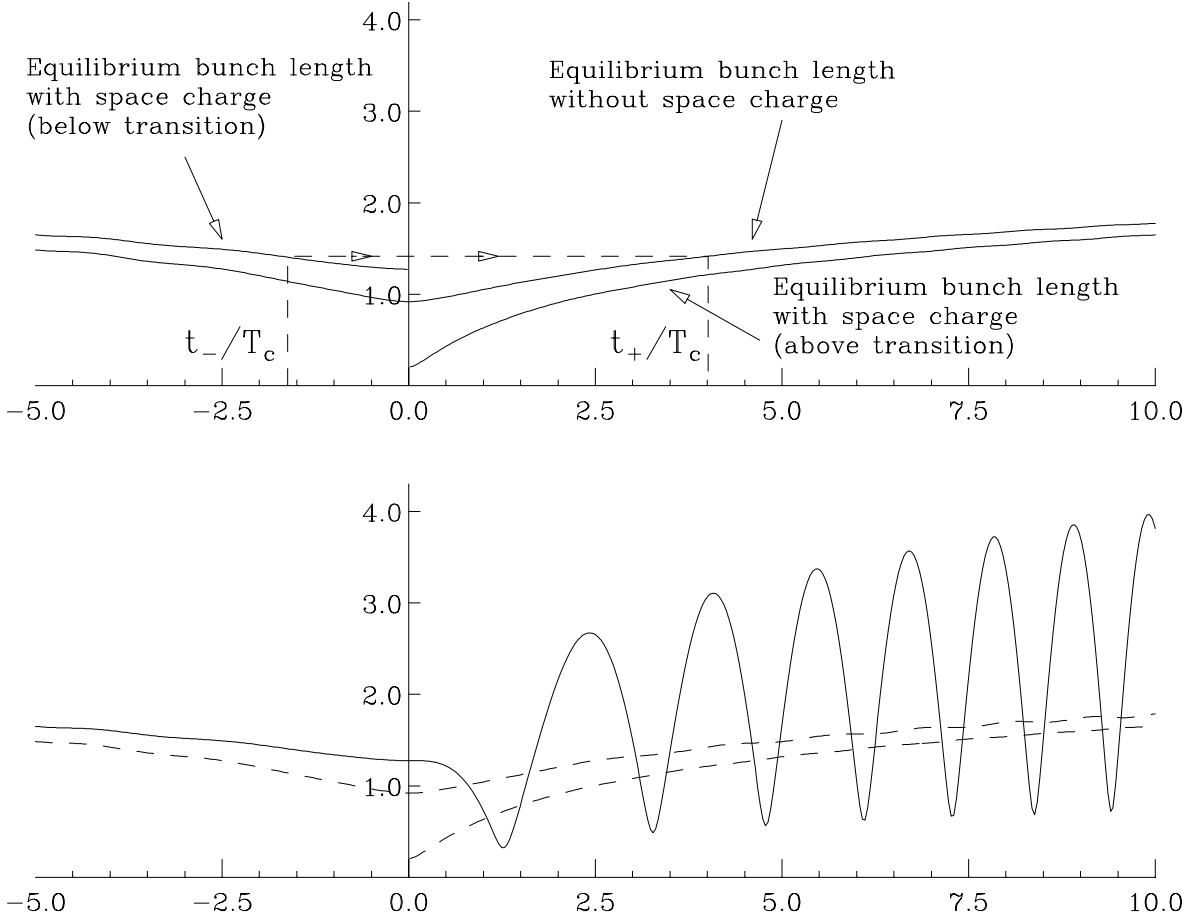 4.0
Equilibrium bunch length
with space charge
(below transition)
Equilibrium bunch length
without space charge
3.0
2.0
1.0
Equilibrium bunch length
with space charge
(above transition)
t₋/T_c
t₊/T_c
−5.0 −2.5 0.0 2.5 5.0 7.5 10.0
4.0
3.0
2.0
1.0
−5.0 −2.5 0.0 2.5 5.0 7.5 10.0